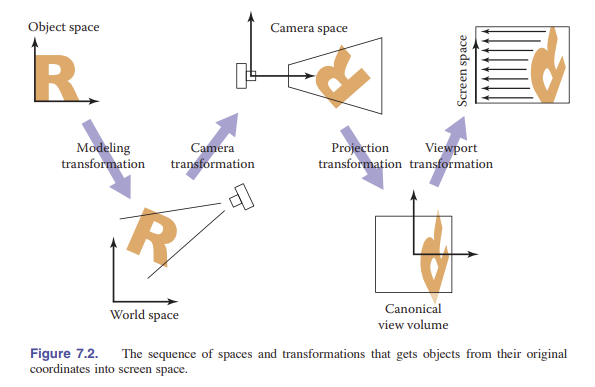 Object space
Camera space
Screen space
R
R
R
R
R
Modeling
transformation
Camera
transformation
Projection
transformation
Viewport
transformation
World space
Canonical
view volume
Figure 7.2. The sequence of spaces and transformations that gets objects from their original
coordinates into screen space.